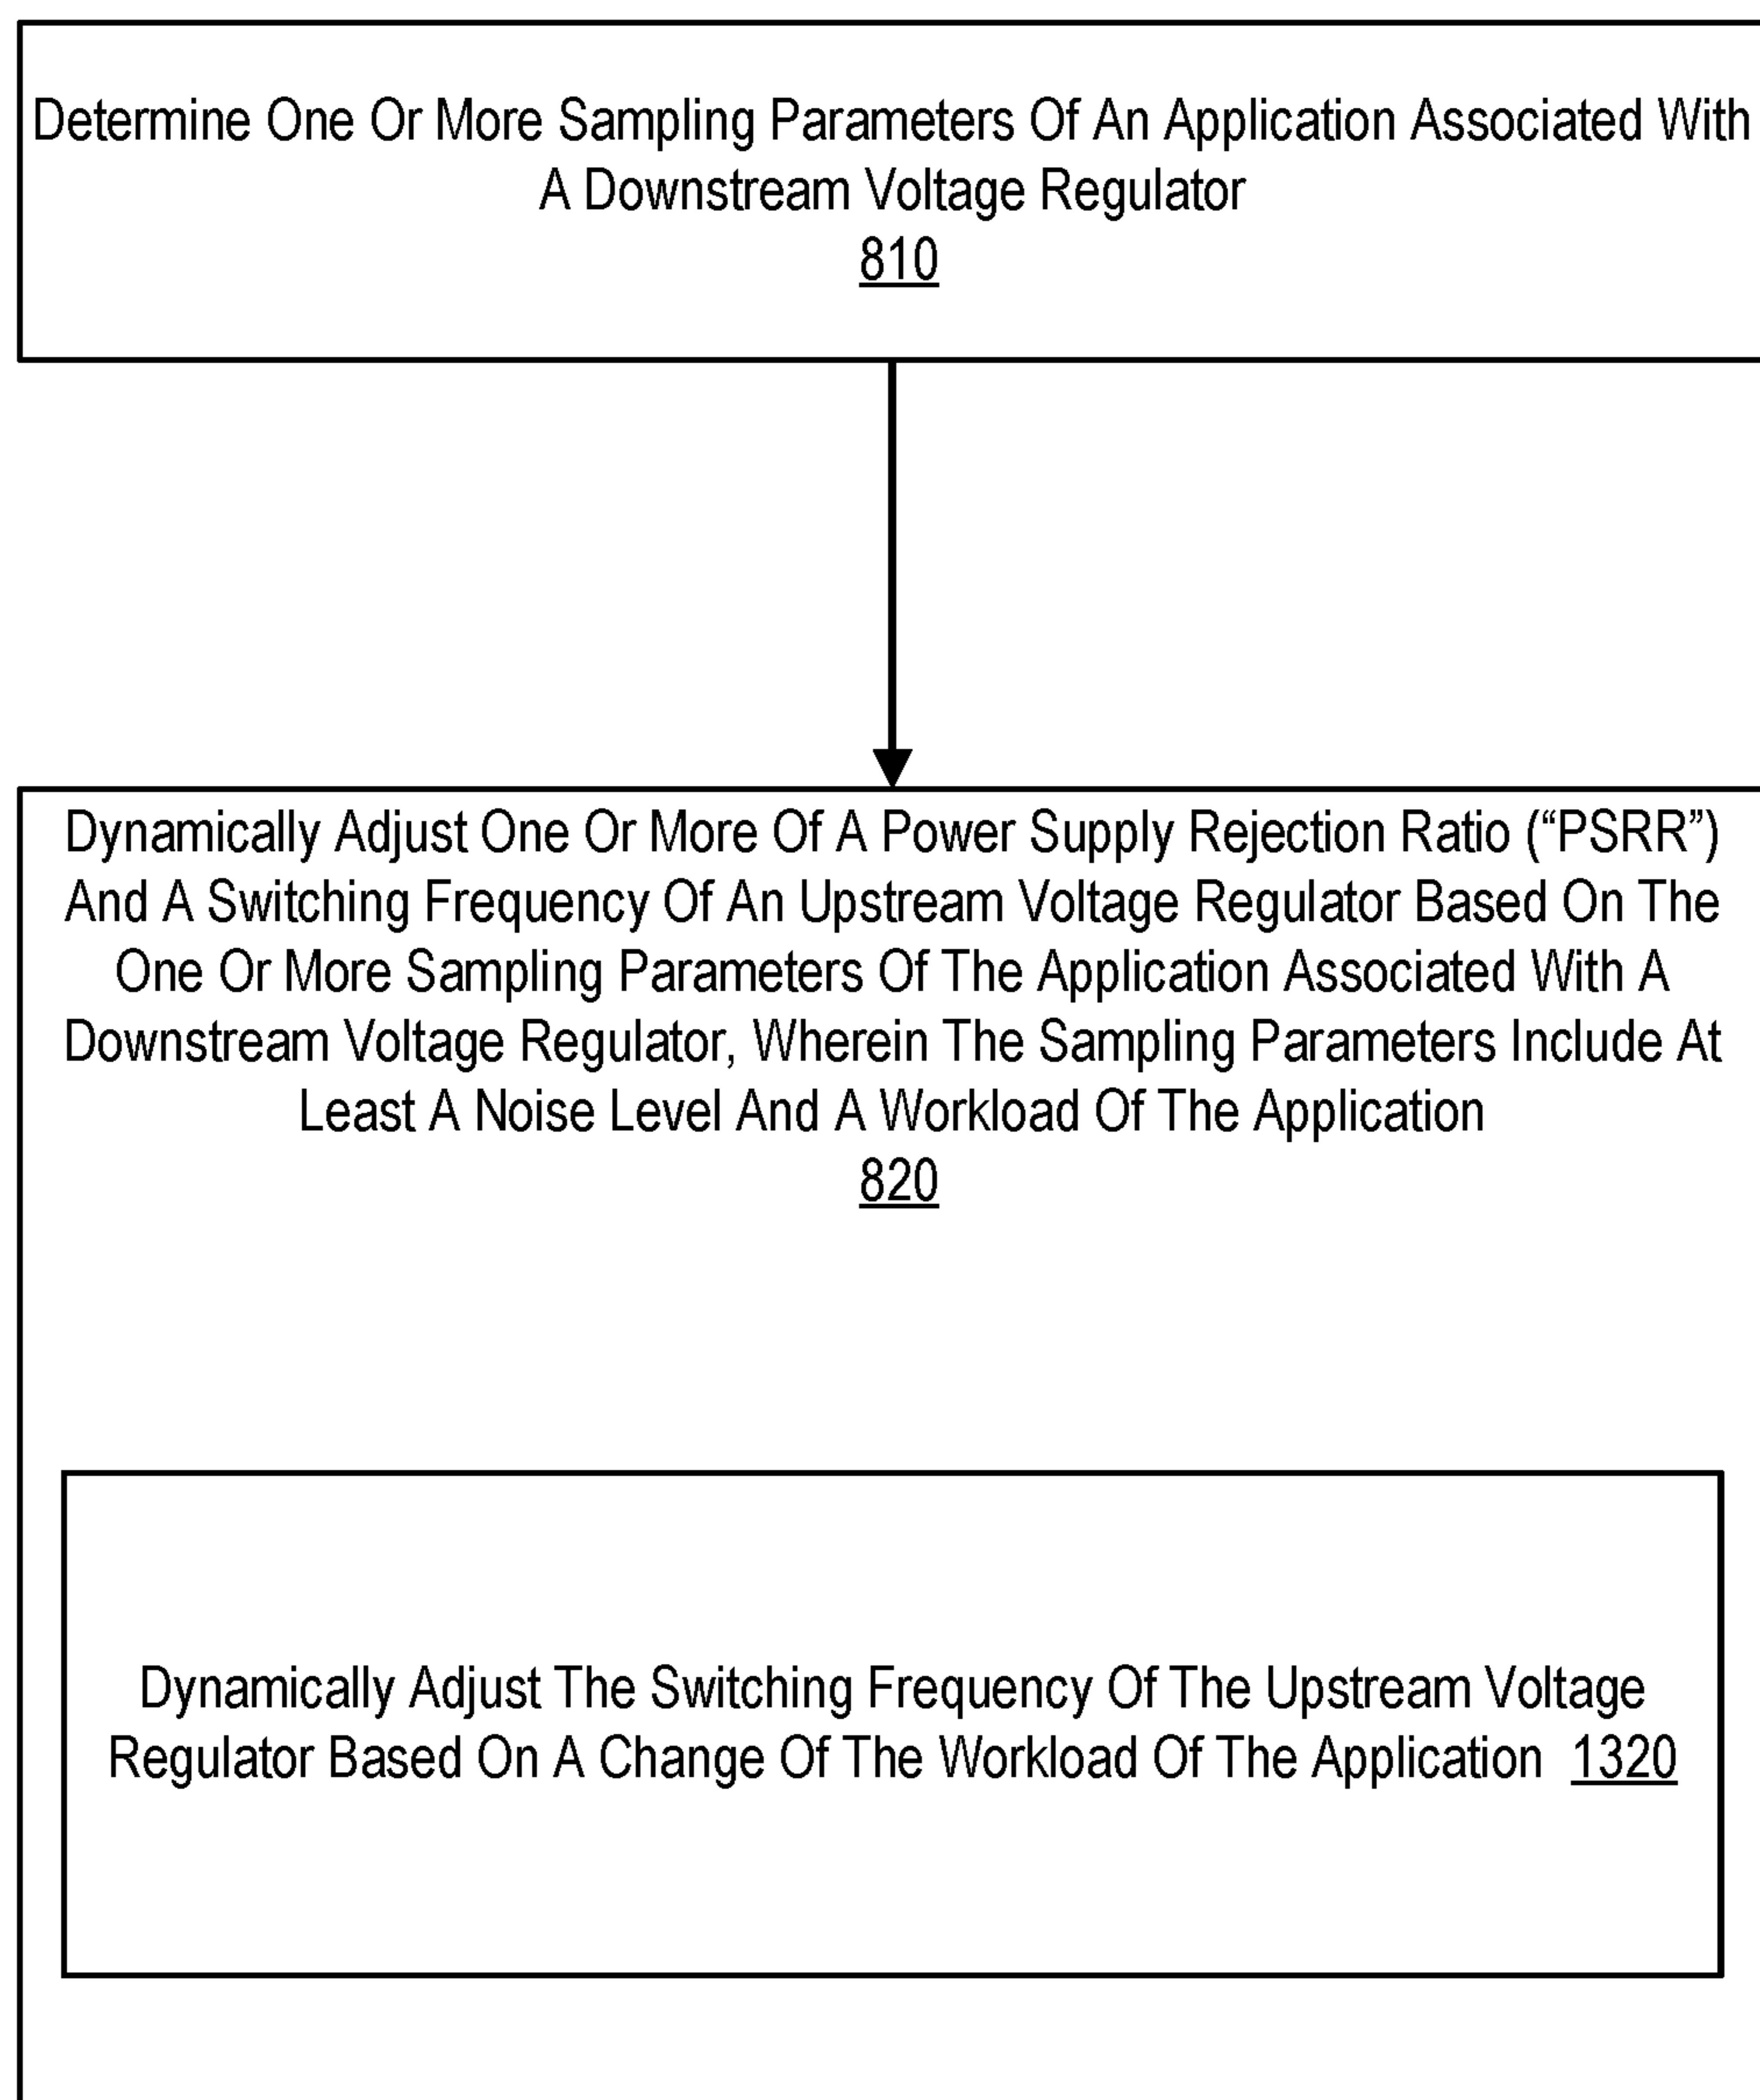 Determine One Or More Sampling Parameters Of An Application Associated With
A Downstream Voltage Regulator
810
Dynamically Adjust One Or More Of A Power Supply Rejection Ratio (“PSRR”)
And A Switching Frequency Of An Upstream Voltage Regulator Based On The
One Or More Sampling Parameters Of The Application Associated With A
Downstream Voltage Regulator, Wherein The Sampling Parameters Include At
Least A Noise Level And A Workload Of The Application
820
Dynamically Adjust The Switching Frequency Of The Upstream Voltage
Regulator Based On A Change Of The Workload Of The Application 1320